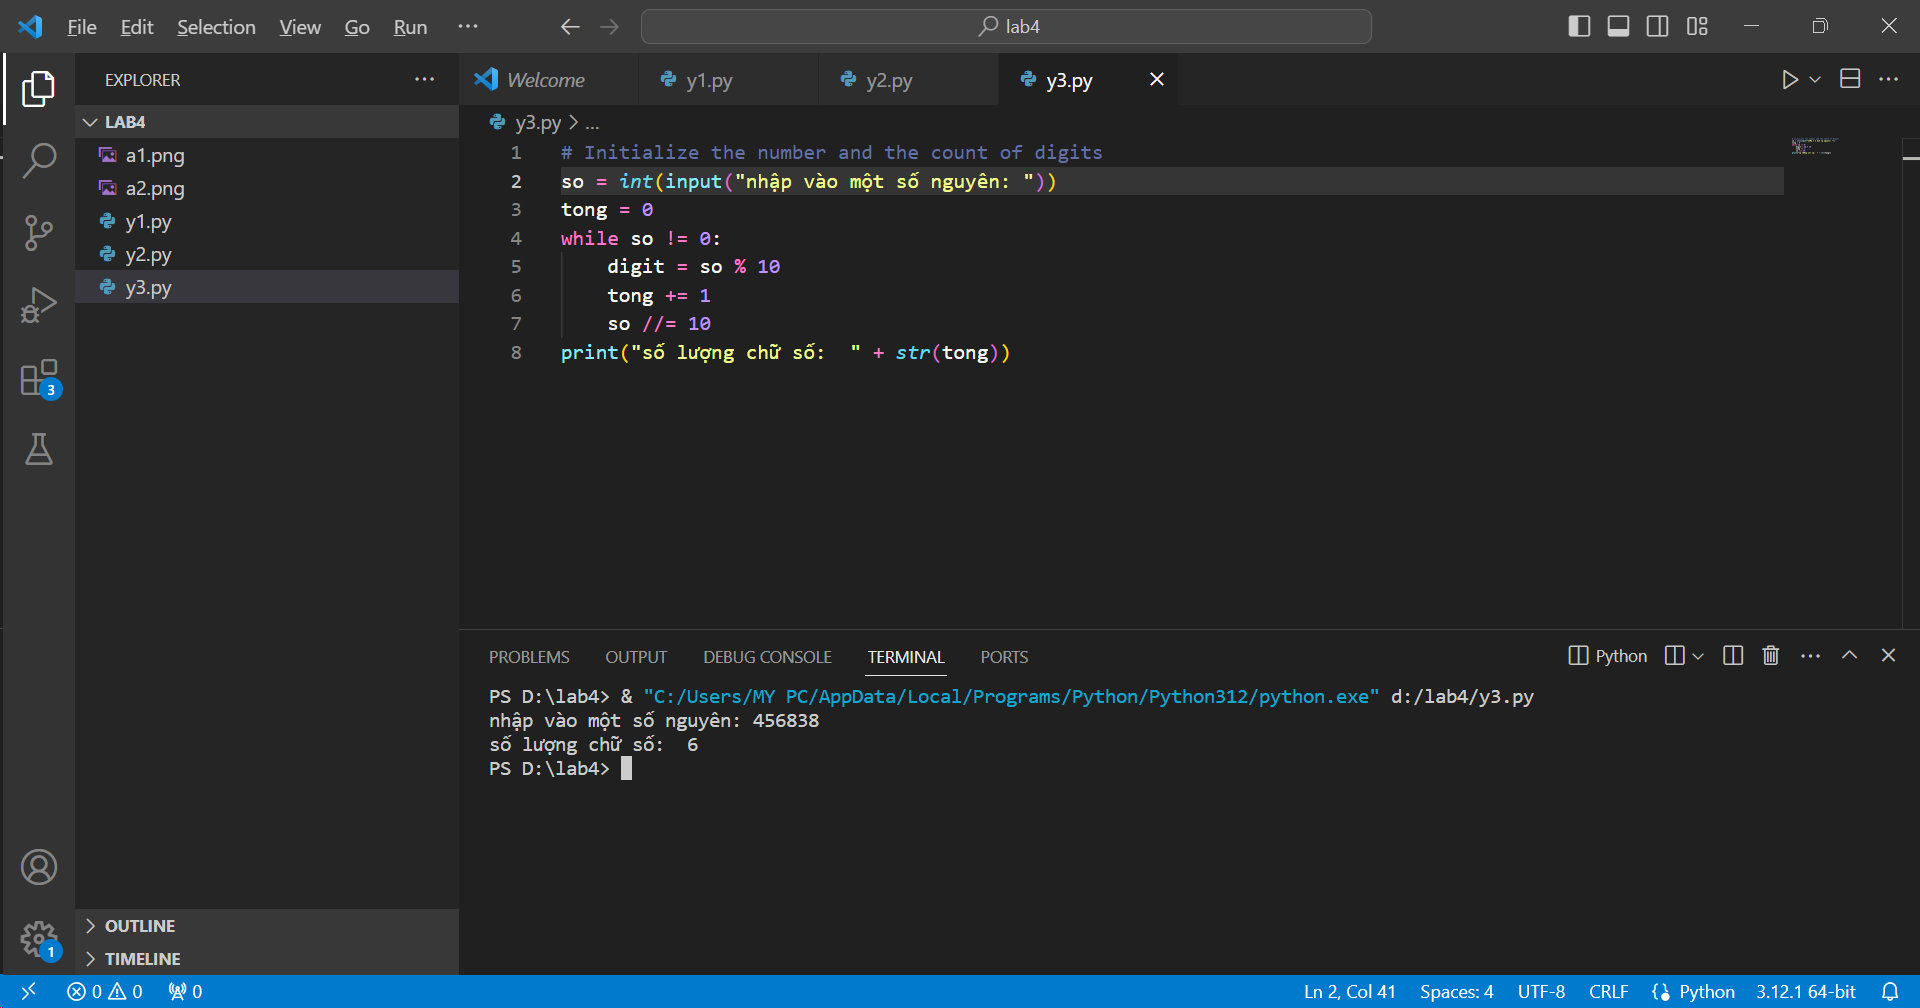 File Edit Selection View Go Run ··· lab4
EXPLORER ···
LAB4
a1.png
a2.png
y1.py
y2.py
y3.py
OUTLINE
TIMELINE
Welcome y1.py y2.py y3.py
y3.py > ...
1 # Initialize the number and the count of digits
2 so = int(input("nhập vào một số nguyên: "))
3 tong = 0
4 while so != 0:
5 digit = so % 10
6 tong += 1
7 so //= 10
8 print("số lượng chữ số:  " + str(tong))
PROBLEMS OUTPUT DEBUG CONSOLE TERMINAL PORTS Python
PS D:\lab4> & "C:/Users/MY PC/AppData/Local/Programs/Python/Python312/python.exe" d:/lab4/y3.py
nhập vào một số nguyên: 456838
số lượng chữ số:  6
PS D:\lab4>
3
1
0 0 0 Ln 2, Col 41 Spaces: 4 UTF-8 CRLF Python 3.12.1 64-bit